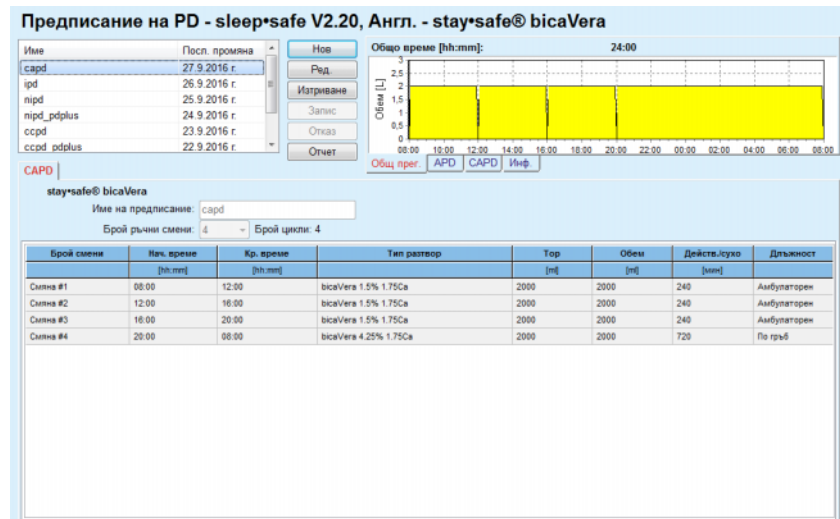 Предписание на PD - sleep•safe V2.20, Англ. - stay•safe® bicaVera
Име Посл. промяна
capd 27.9.2016 г.
ipd 26.9.2016 г.
nipd 25.9.2016 г.
nipd_pdplus 24.9.2016 г.
ccpd 23.9.2016 г.
ccpd_pdplus 22.9.2016 г.
Нов
Ред.
Изтриване
Запис
Отказ
Отчет
Общо време [hh:mm]: 24:00
Обем [L]
3
2,5
2
1,5
1
0,5
0
08:00 10:00 12:00 14:00 16:00 18:00 20:00 22:00 00:00 02:00 04:00 06:00 08:00
Общ прег. APD CAPD Инф.
CAPD
stay•safe® bicaVera
Име на предписание: capd
Брой ръчни смени: 4 Брой цикли: 4
Брой смени Нач. време Кр. време Тип разтвор Тор Обем Действ./сухо Длъжност
[hh:mm] [hh:mm] [ml] [ml] [мин]
Смяна #1 08:00 12:00 bicaVera 1.5% 1.75Ca 2000 2000 240 Амбулаторен
Смяна #2 12:00 16:00 bicaVera 1.5% 1.75Ca 2000 2000 240 Амбулаторен
Смяна #3 16:00 20:00 bicaVera 1.5% 1.75Ca 2000 2000 240 Амбулаторен
Смяна #4 20:00 08:00 bicaVera 4.25% 1.75Ca 2000 2000 720 По гръб